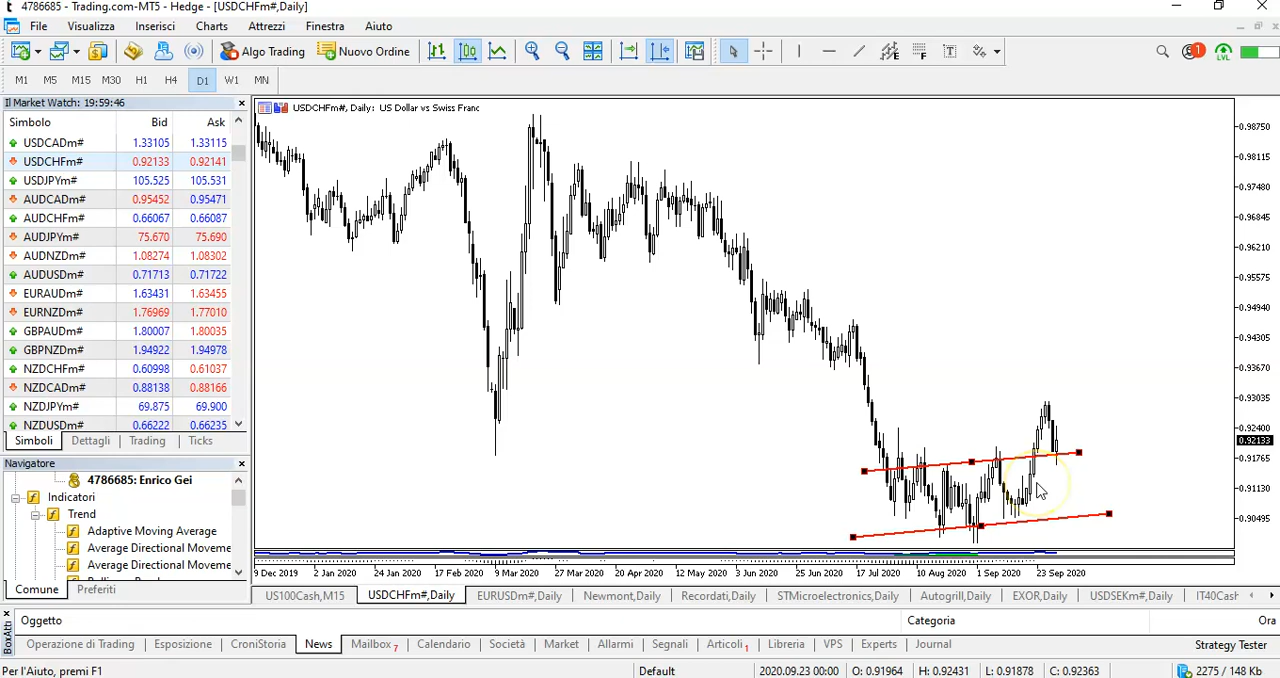 4786685 - Trading.com-MT5 - Hedge - [USDCHFm#,Daily]
File Visualizza Inserisci Charts Attrezzi Finestra Aiuto
Algo Trading Nuovo Ordine 1 LVL
M1 M5 M15 M30 H1 H4 D1 W1 MN
Il Market Watch: 19:59:46
Simbolo Bid Ask
USDCADm# 1.33105 1.33115
USDCHFm# 0.92133 0.92141
USDJPYm# 105.525 105.531
AUDCADm# 0.95452 0.95471
AUDCHFm# 0.66067 0.66087
AUDJPYm# 75.670 75.690
AUDNZDm# 1.08274 1.08302
AUDUSDm# 0.71713 0.71722
EURAUDm# 1.63431 1.63455
EURNZDm# 1.76969 1.77010
GBPAUDm# 1.80007 1.80035
GBPNZDm# 1.94922 1.94978
NZDCHFm# 0.60998 0.61037
NZDCADm# 0.88138 0.88166
NZDJPYm# 69.875 69.900
NZDUSDm# 0.66222 0.66235
Simboli Dettagli Trading Ticks
Navigatore
4786685: Enrico Gei
Indicatori
Trend
Adaptive Moving Average
Average Directional Moveme
Average Directional Moveme
Comune Preferiti
USDCHFm#, Daily: US Dollar vs Swiss Franc
0.98750
0.98115
0.97480
0.96845
0.96210
0.95575
0.94940
0.94305
0.93670
0.93035
0.92400
0.92133
0.91765
0.91130
0.90495
9 Dec 2019 2 Jan 2020 24 Jan 2020 17 Feb 2020 9 Mar 2020 27 Mar 2020 20 Apr 2020 12 May 2020 3 Jun 2020 25 Jun 2020 17 Jul 2020 10 Aug 2020 1 Sep 2020 23 Sep 2020
US100Cash,M15 USDCHFm#,Daily EURUSDm#,Daily Newmont,Daily Recordati,Daily STMicroelectronics,Daily Autogrill,Daily EXOR,Daily USDSEKm#,Daily IT40Cash
BoxAtti
Oggetto Categoria Ora
Operazione di Trading Esposizione CroniStoria News Mailbox 7 Calendario Società Market Allarmi Segnali Articoli 1 Libreria VPS Experts Journal Strategy Tester
Per l'Aiuto, premi F1 Default 2020.09.23 00:00 O: 0.91964 H: 0.92431 L: 0.91878 C: 0.92363 2275 / 148 Kb